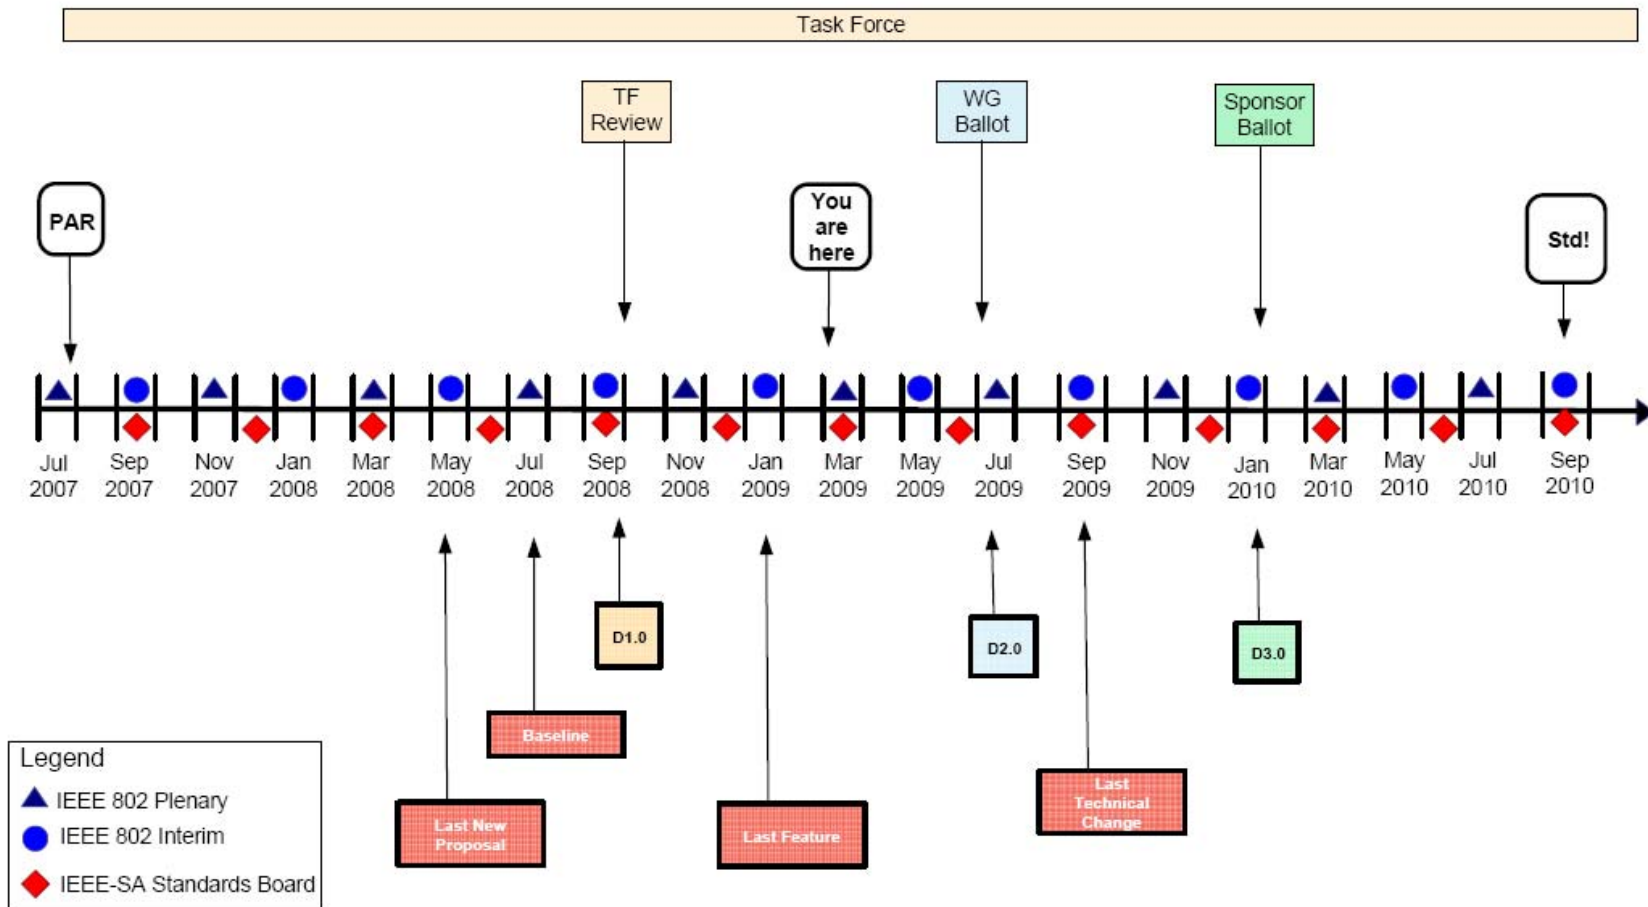 Task Force
TF
Review
WG
Ballot
Sponsor
Ballot
PAR
You
are
here
Std!
Jul
2007
Sep
2007
Nov
2007
Jan
2008
Mar
2008
May
2008
Jul
2008
Sep
2008
Nov
2008
Jan
2009
Mar
2009
May
2009
Jul
2009
Sep
2009
Nov
2009
Jan
2010
Mar
2010
May
2010
Jul
2010
Sep
2010
D1.0
D2.0
D3.0
Baseline
Last New
Proposal
Last Feature
Last
Technical
Change
Legend
IEEE 802 Plenary
IEEE 802 Interim
IEEE-SA Standards Board